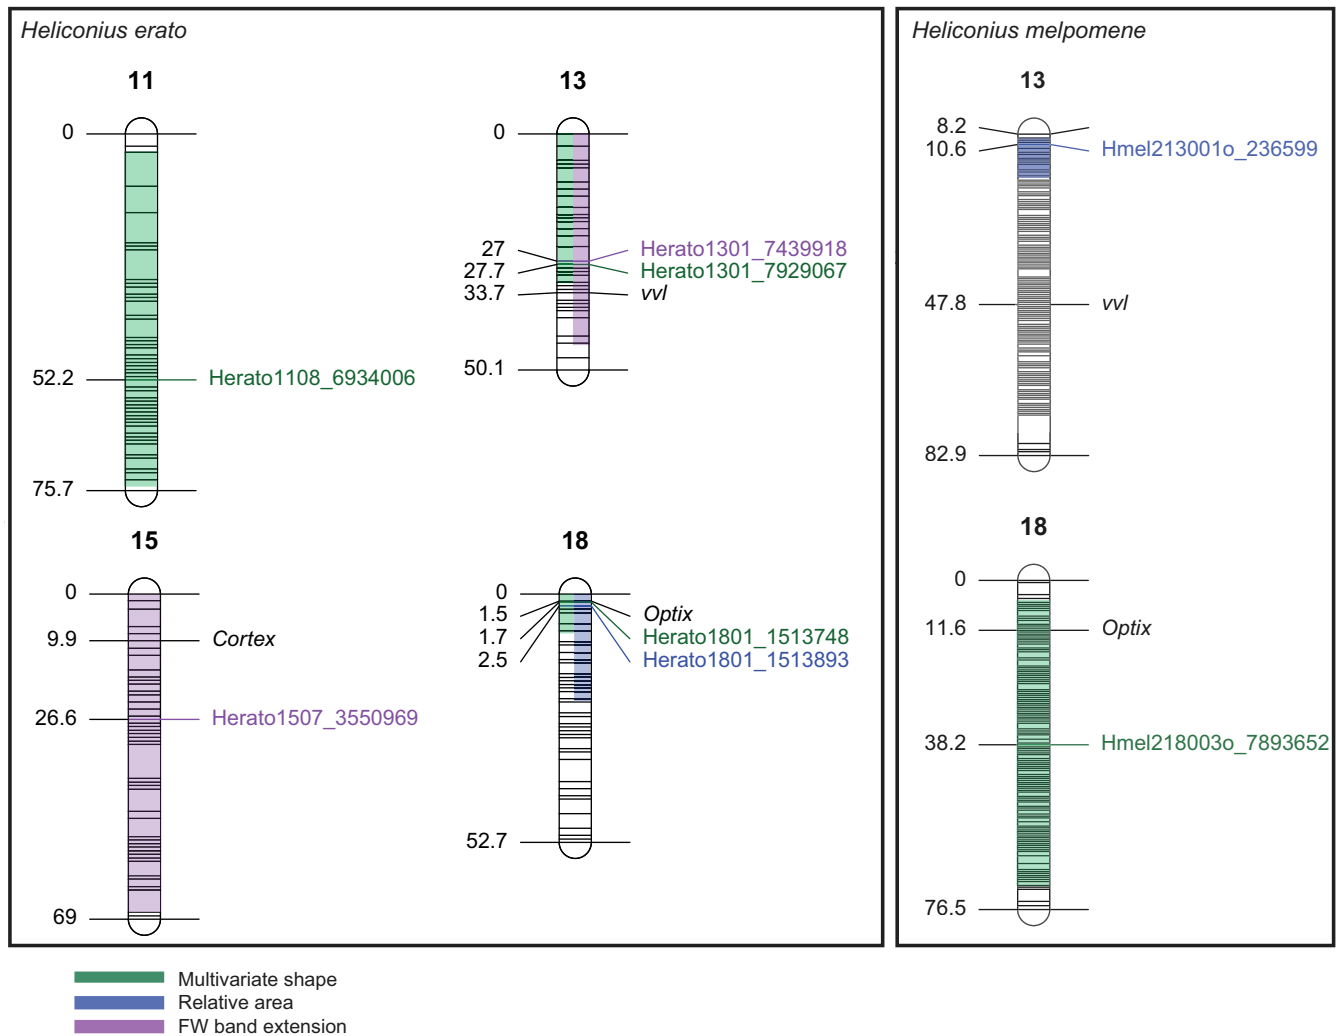 Heliconius erato
11
0
52.2 Herato1108_6934006
75.7
13
0
27 Herato1301_7439918
27.7 Herato1301_7929067
33.7 vvl
50.1
15
0
9.9 Cortex
26.6 Herato1507_3550969
69
18
0
1.5 Optix
1.7 Herato1801_1513748
2.5 Herato1801_1513893
52.7
Heliconius melpomene
13
8.2
10.6 Hmel213001o_236599
47.8 vvl
82.9
18
0
11.6 Optix
38.2 Hmel218003o_7893652
76.5
Multivariate shape
Relative area
FW band extension